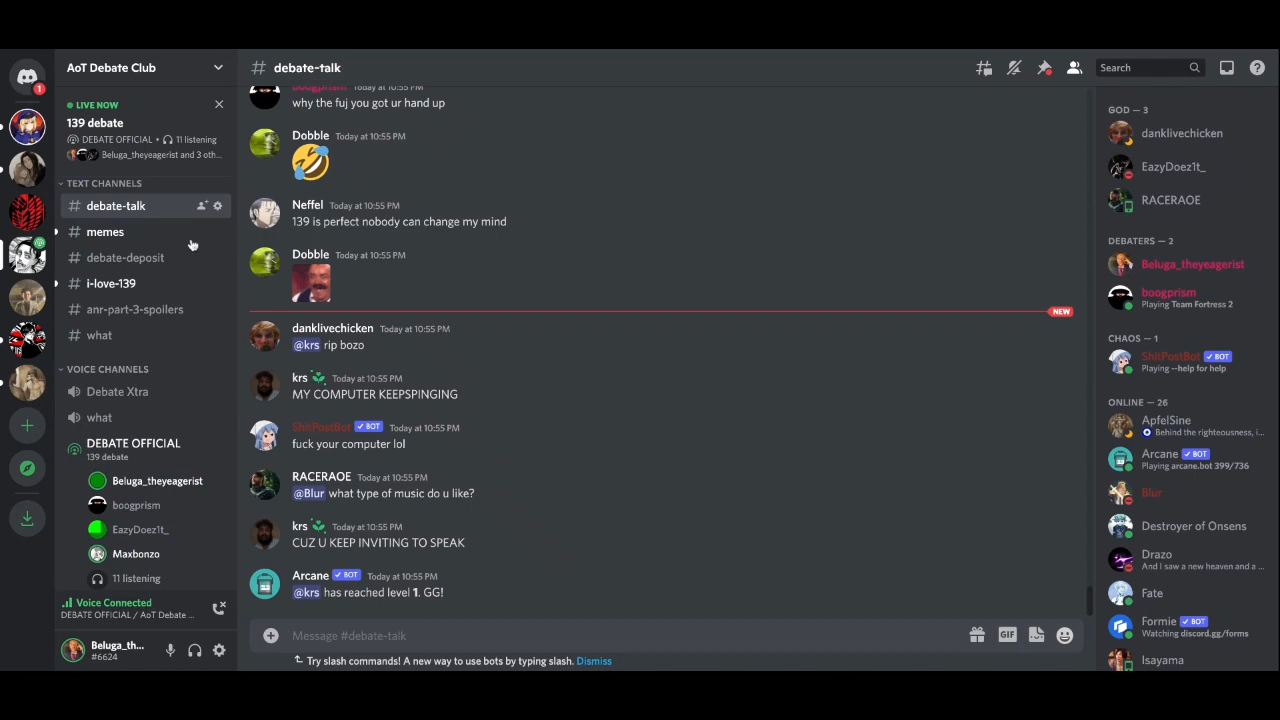 1
AoT Debate Club
LIVE NOW
139 debate
DEBATE OFFICIAL • 11 listening
Beluga_theyeagerist and 3 oth...
TEXT CHANNELS
# debate-talk
# memes
# debate-deposit
# i-love-139
# anr-part-3-spoilers
# what
VOICE CHANNELS
Debate Xtra
what
DEBATE OFFICIAL
139 debate
Beluga_theyeagerist
boogprism
EazyDoez1t_
Maxbonzo
11 listening
Voice Connected
DEBATE OFFICIAL / AoT Debate ...
Beluga_th...
#6624
# debate-talk
Search
boogprism Today at 10:55 PM
why the fuj you got ur hand up
Dobble Today at 10:55 PM
Neffel Today at 10:55 PM
139 is perfect nobody can change my mind
Dobble Today at 10:55 PM
NEW
danklivechicken Today at 10:55 PM
@krs rip bozo
krs Today at 10:55 PM
MY COMPUTER KEEPSPINGING
ShitPostBot BOT Today at 10:55 PM
fuck your computer lol
RACERAOE Today at 10:55 PM
@Blur what type of music do u like?
krs Today at 10:55 PM
CUZ U KEEP INVITING TO SPEAK
Arcane BOT Today at 10:55 PM
@krs has reached level 1. GG!
Message #debate-talk
GIF
Try slash commands! A new way to use bots by typing slash. Dismiss
GOD — 3
danklivechicken
EazyDoez1t_
RACERAOE
DEBATERS — 2
Beluga_theyeagerist
boogprism
Playing Team Fortress 2
CHAOS — 1
ShitPostBot BOT
Playing --help for help
ONLINE — 26
ApfelSine
Behind the righteousness, i...
Arcane BOT
Playing arcane.bot 399/736
Blur
Destroyer of Onsens
Drazo
And I saw a new heaven and a ...
Fate
Formie BOT
Watching discord.gg/forms
Isayama